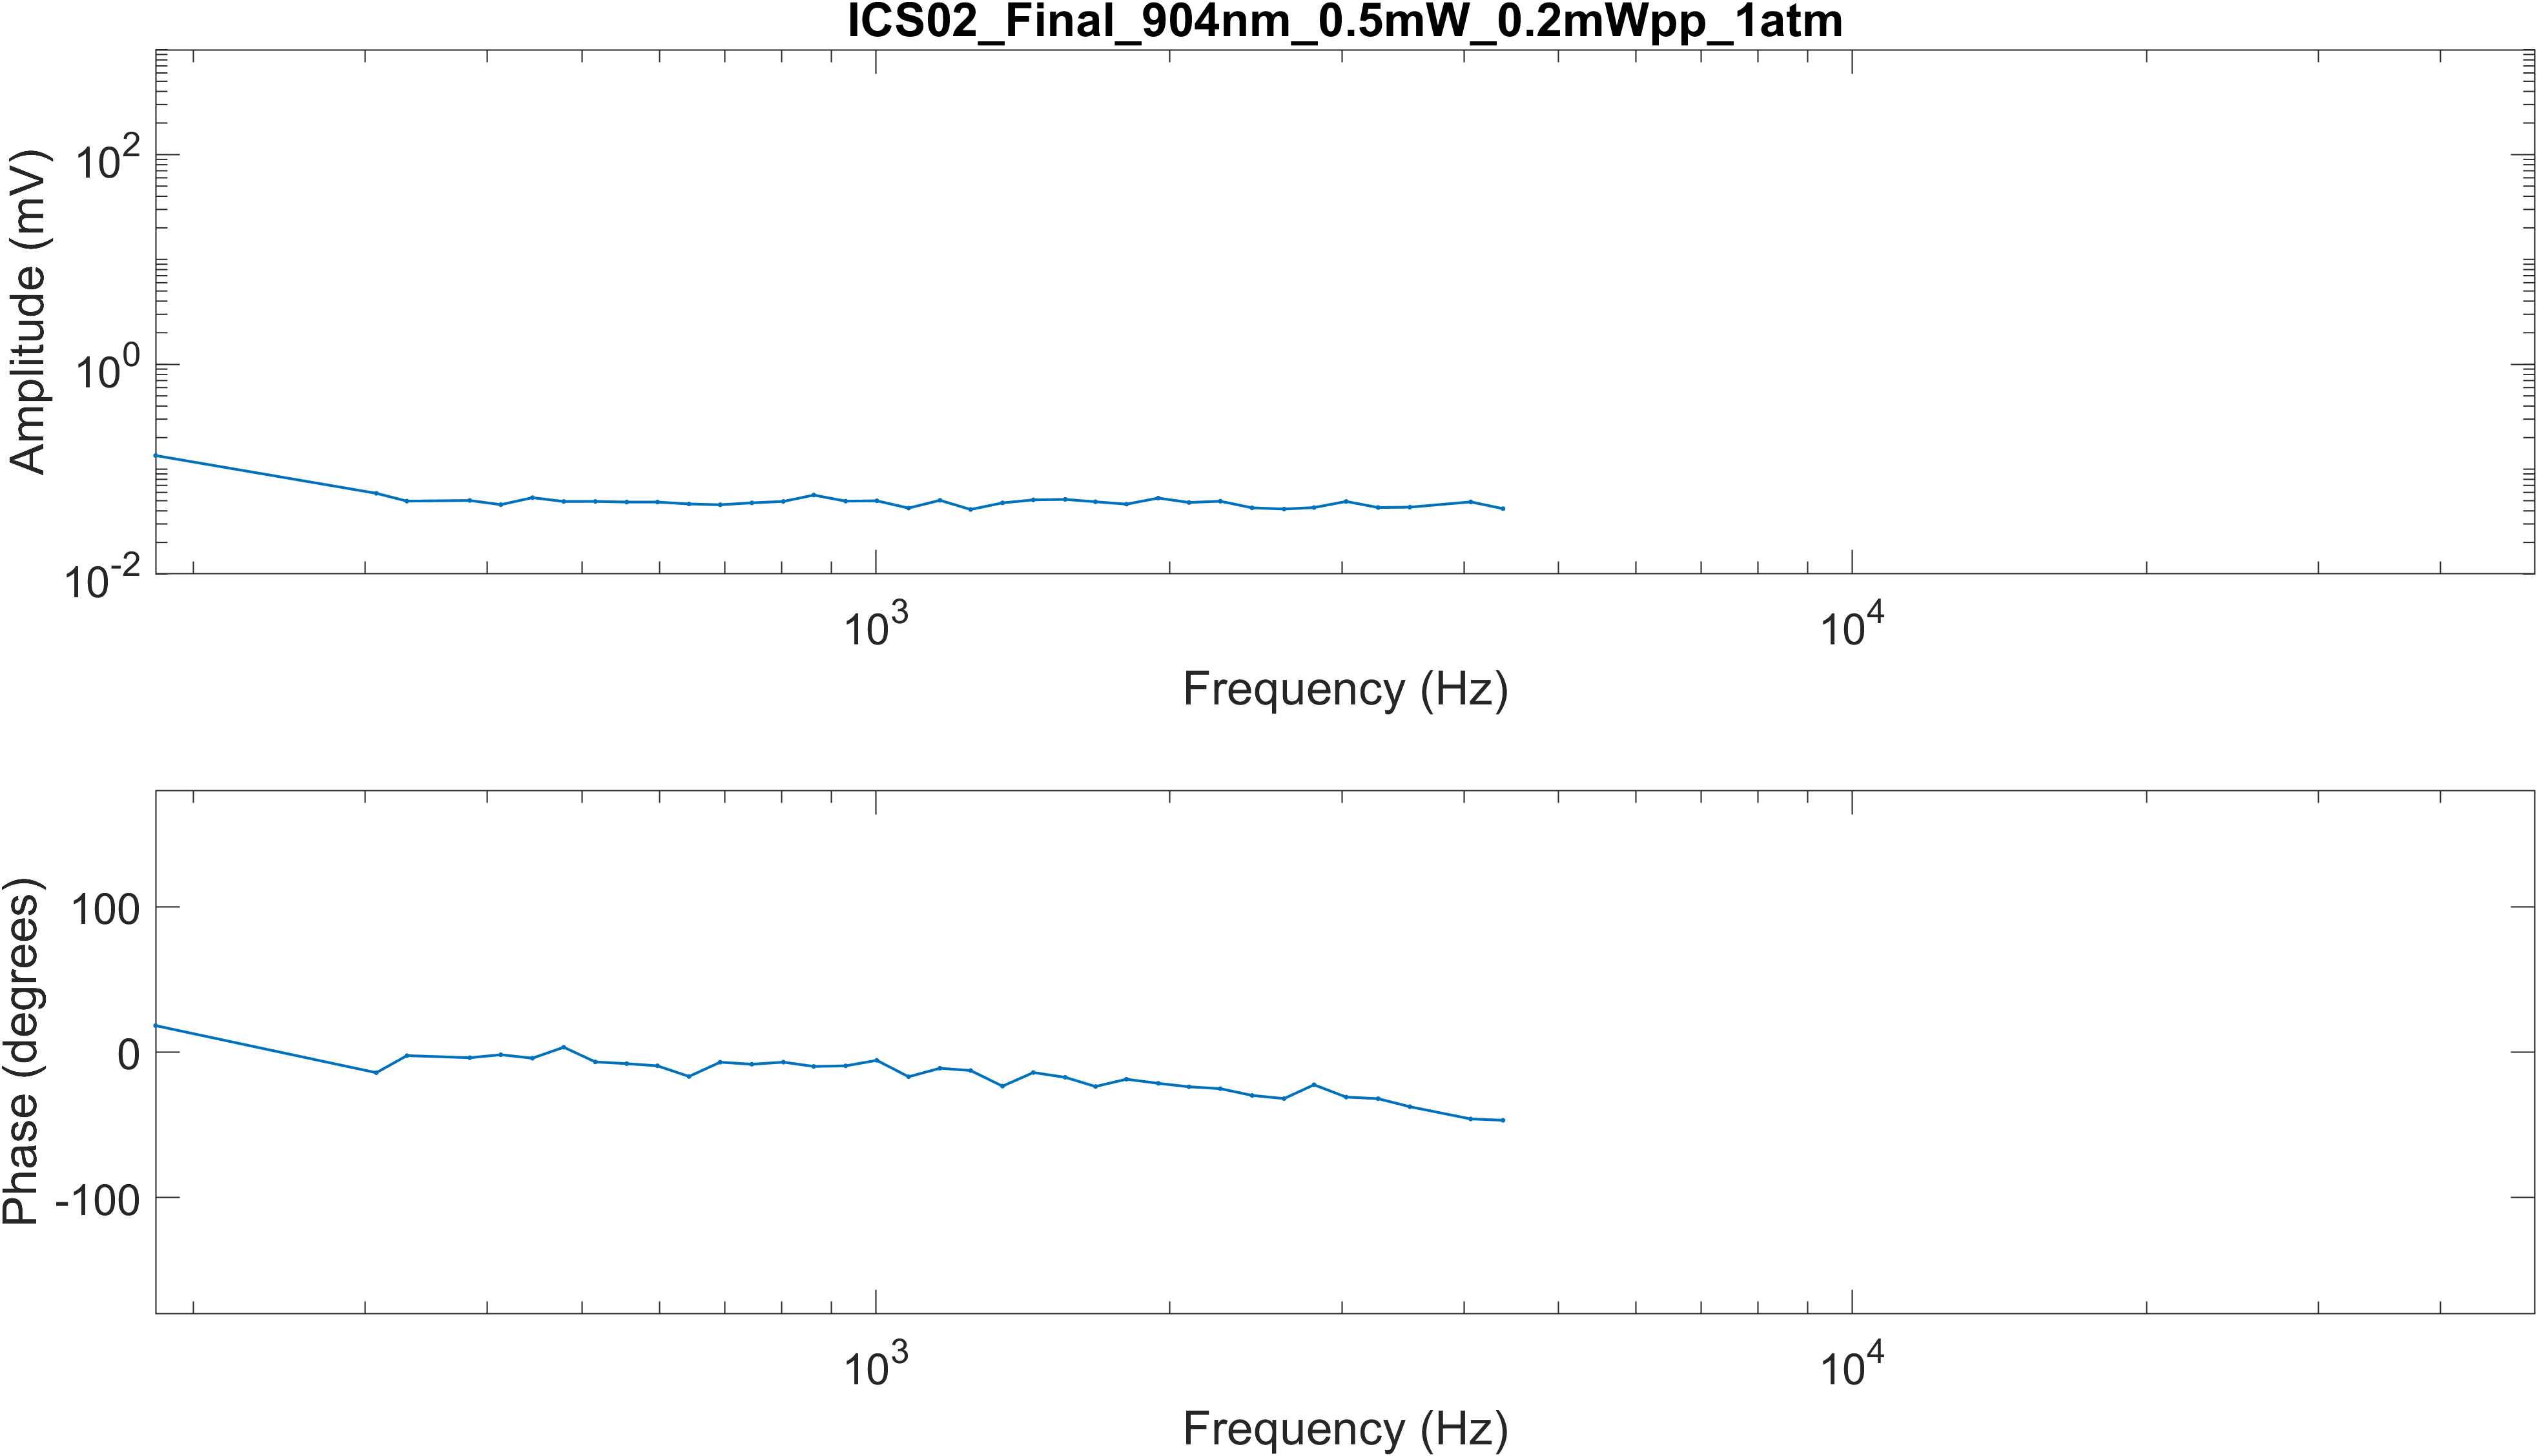 ICS02_Final_904nm_0.5mW_0.2mWpp_1atm
Amplitude (mV)
10^2
10^0
10^-2
10^3
10^4
Frequency (Hz)
Phase (degrees)
100
0
-100
10^3
10^4
Frequency (Hz)